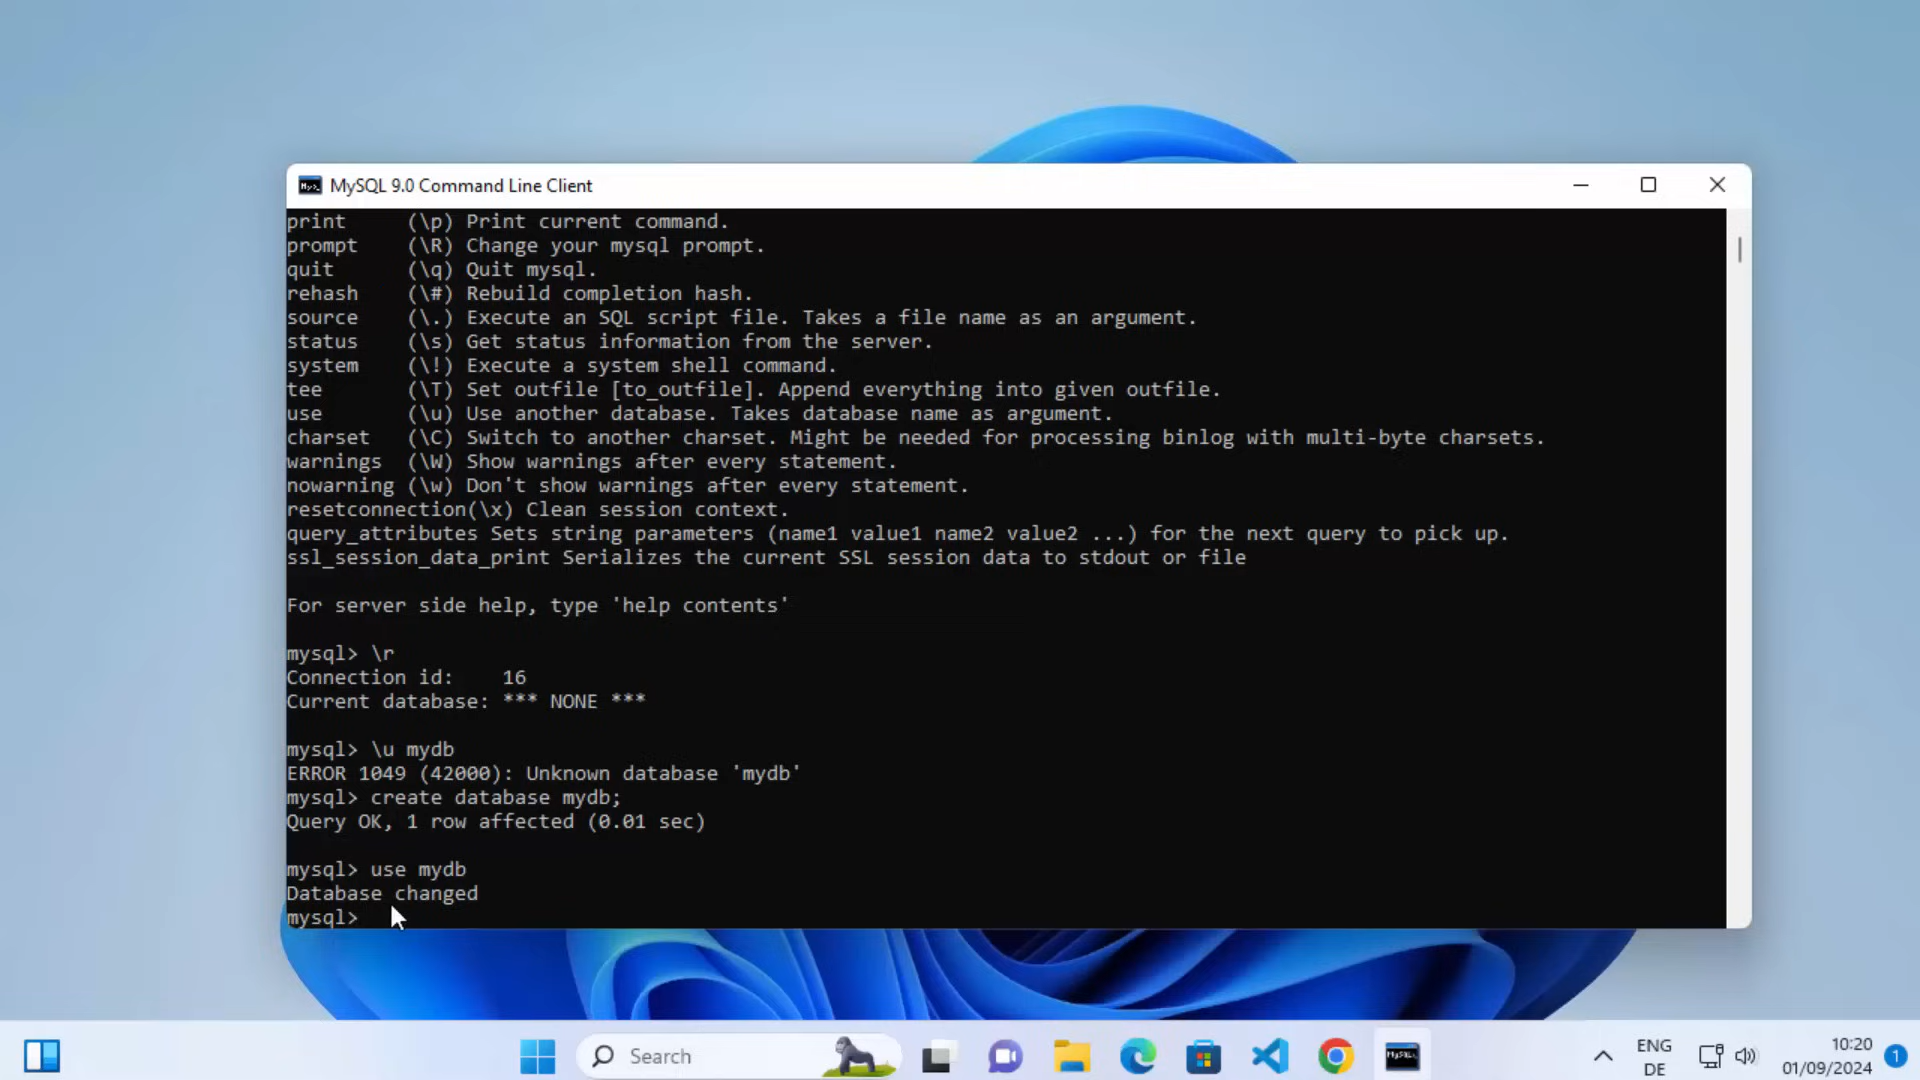 MySQL 9.0 Command Line Client
print (\p) Print current command.
prompt (\R) Change your mysql prompt.
quit (\q) Quit mysql.
rehash (\#) Rebuild completion hash.
source (\.) Execute an SQL script file. Takes a file name as an argument.
status (\s) Get status information from the server.
system (\!) Execute a system shell command.
tee (\T) Set outfile [to_outfile]. Append everything into given outfile.
use (\u) Use another database. Takes database name as argument.
charset (\C) Switch to another charset. Might be needed for processing binlog with multi-byte charsets.
warnings (\W) Show warnings after every statement.
nowarning (\w) Don't show warnings after every statement.
resetconnection(\x) Clean session context.
query_attributes Sets string parameters (name1 value1 name2 value2 ...) for the next query to pick up.
ssl_session_data_print Serializes the current SSL session data to stdout or file
For server side help, type 'help contents'
mysql> \r
Connection id: 16
Current database: *** NONE ***
mysql> \u mydb
ERROR 1049 (42000): Unknown database 'mydb'
mysql> create database mydb;
Query OK, 1 row affected (0.01 sec)
mysql> use mydb
Database changed
mysql>
Search
ENG
DE
10:20
01/09/2024
1